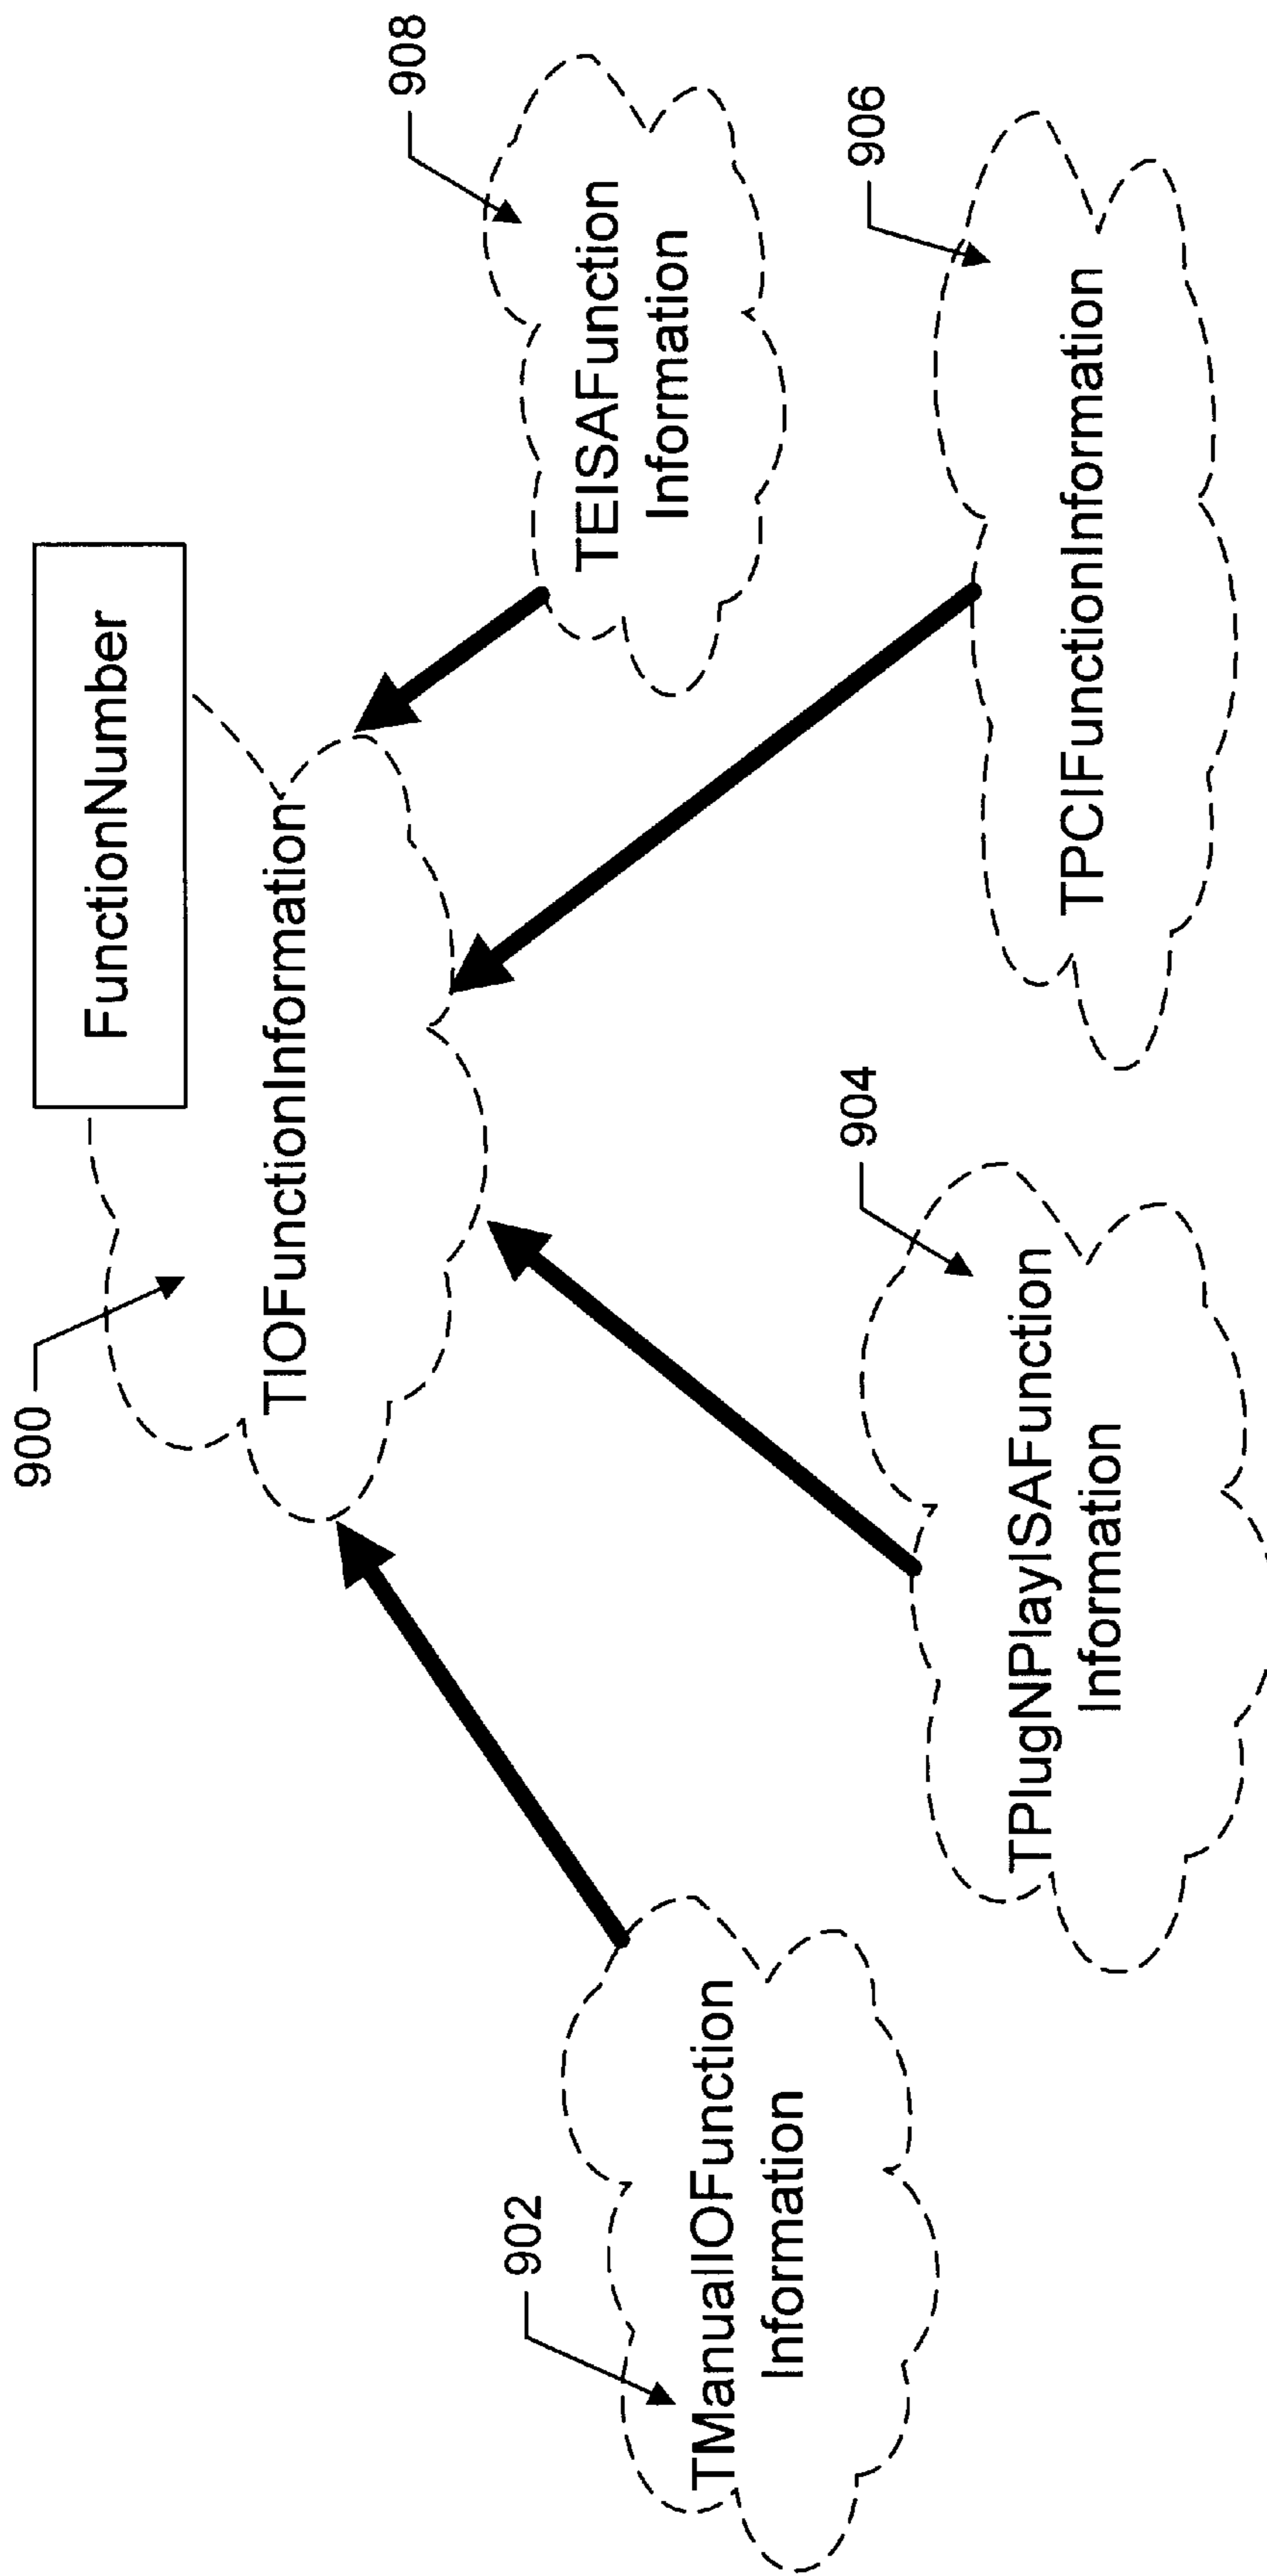 FunctionNumber
900
TIOFunctionInformation
908
TEISAFunction
Information
902
TManualIOFunction
Information
904
TPlugNPlayISAFunction
Information
906
TPCIFunctionInformation